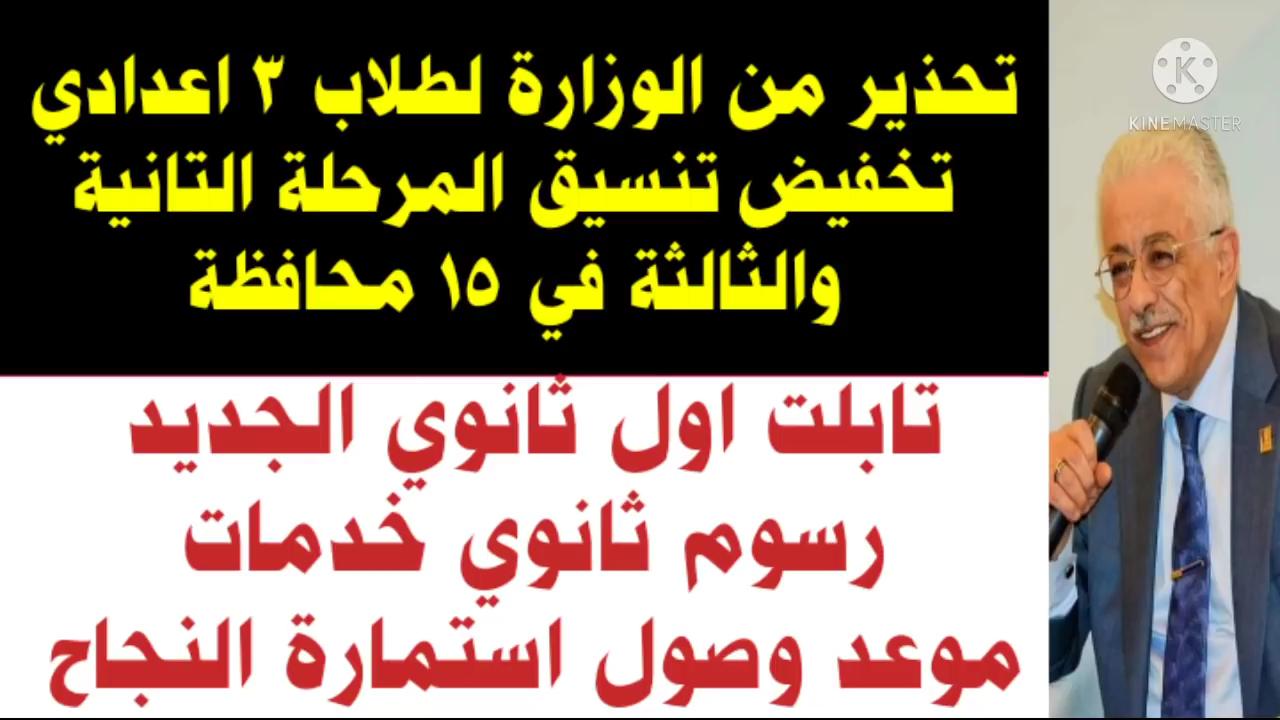 تحذير من الوزارة لطلاب ٣ اعدادي
تخفيض تنسيق المرحلة التانية
والثالثة في ١٥ محافظة
تابلت اول ثانوي الجديد
رسوم ثانوي خدمات
موعد وصول استمارة النجاح
K
KINEMASTER